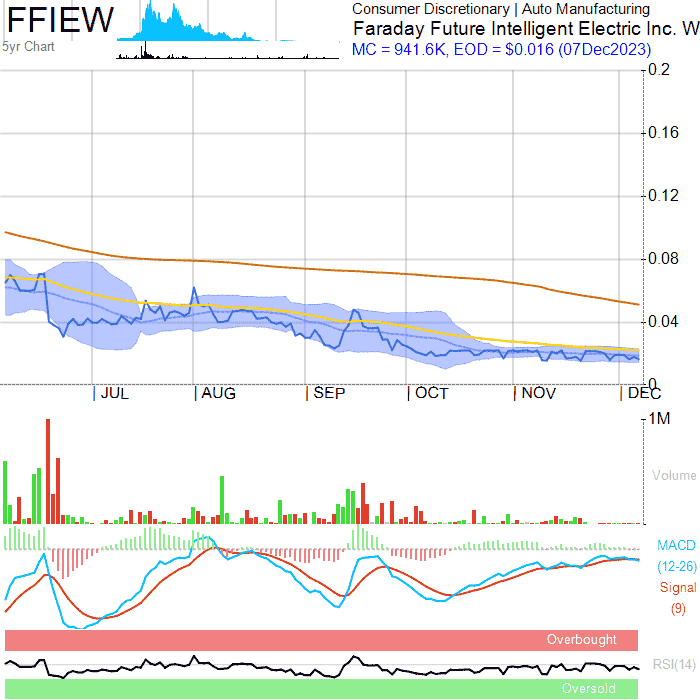 FFIEW
5yr Chart
Consumer Discretionary | Auto Manufacturing
Faraday Future Intelligent Electric Inc. W
MC = 941.6K, EOD = $0.016 (07Dec2023)
0.2
0.16
0.12
0.08
0.04
0
JUL AUG SEP OCT NOV DEC
1M
Volume
MACD
(12-26)
Signal
(9)
Overbought
RSI(14)
Oversold